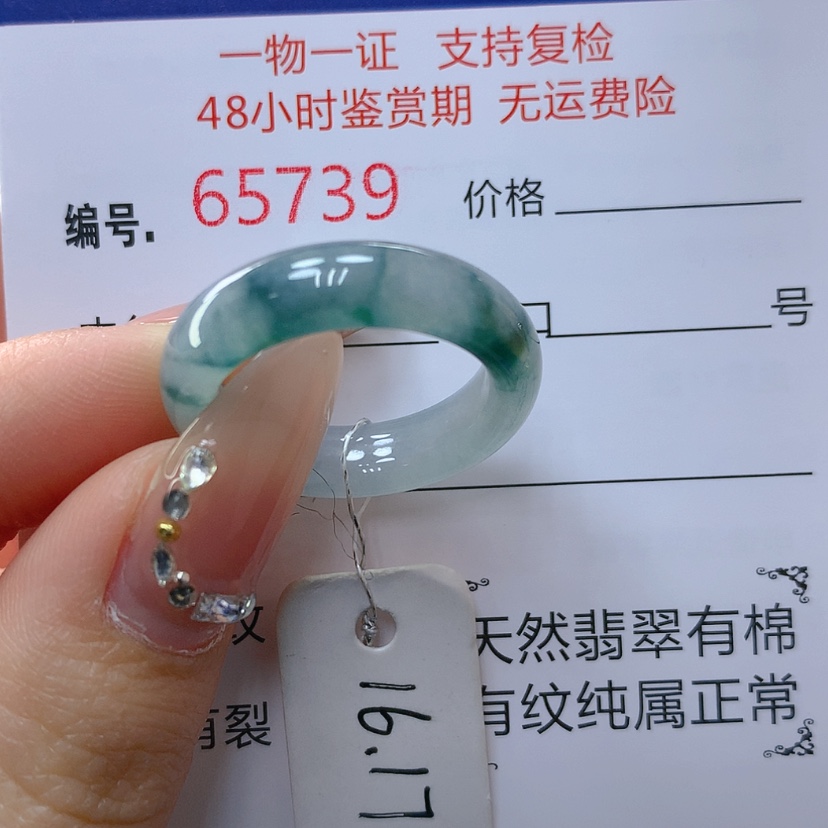 一物一证 支持复检
48小时鉴赏期 无运费险
编号. 65739 价格
号
天然翡翠有棉
有裂 有纹纯属正常
16.17